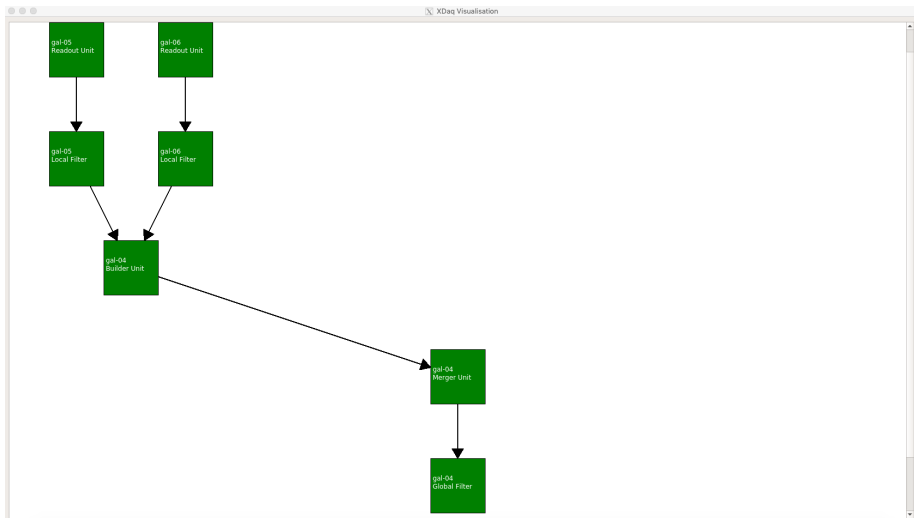 XDaq Visualisation
gal-05
Readout Unit
gal-06
Readout Unit
gal-05
Local Filter
gal-06
Local Filter
gal-04
Builder Unit
gal-04
Merger Unit
gal-04
Global Filter